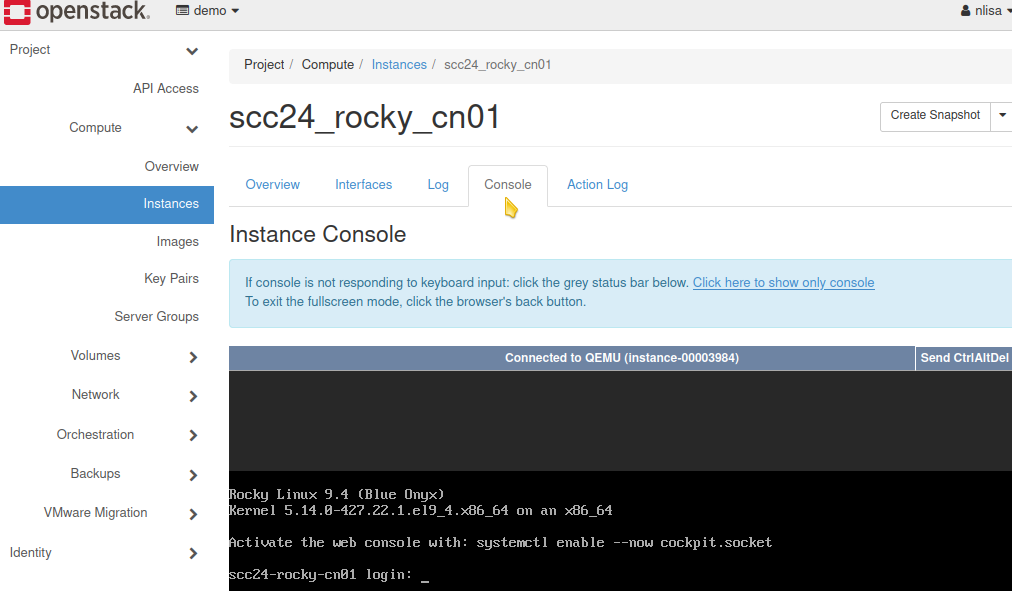 openstack. demo nlisa
Project
API Access
Compute
Overview
Instances
Images
Key Pairs
Server Groups
Volumes
Network
Orchestration
Backups
VMware Migration
Identity
Project / Compute / Instances / scc24_rocky_cn01
scc24_rocky_cn01
Create Snapshot
Overview Interfaces Log Console Action Log
Instance Console
If console is not responding to keyboard input: click the grey status bar below. Click here to show only console
To exit the fullscreen mode, click the browser's back button.
Connected to QEMU (instance-00003984) Send CtrlAltDel
Rocky Linux 9.4 (Blue Onyx)
Kernel 5.14.0-427.22.1.el9_4.x86_64 on an x86_64
Activate the web console with: systemctl enable --now cockpit.socket
scc24-rocky-cn01 login: _